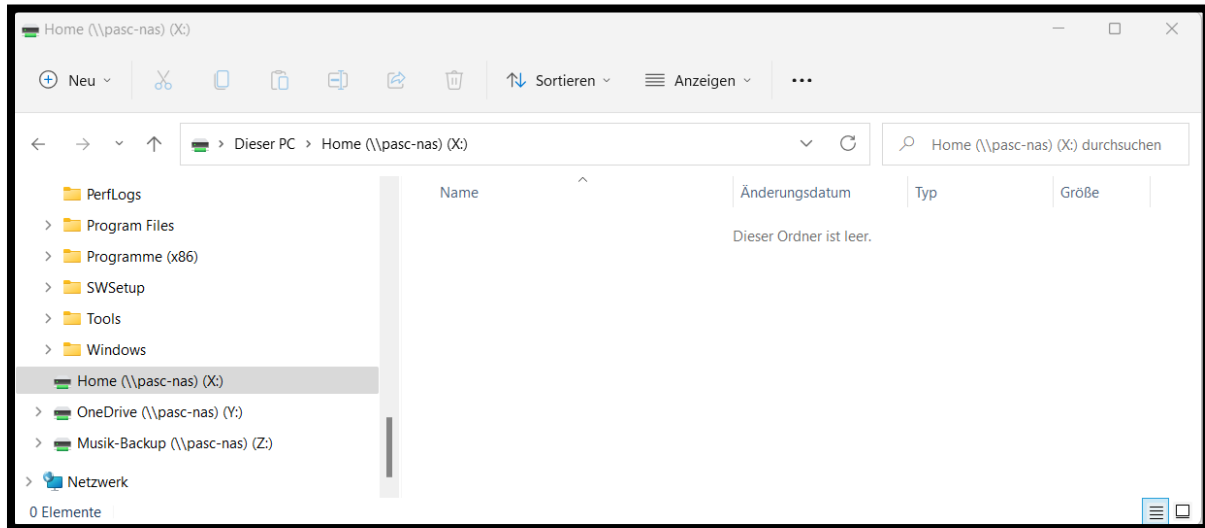 Home (\\pasc-nas) (X:)
Neu
Sortieren
Anzeigen
Dieser PC > Home (\\pasc-nas) (X:)
Home (\\pasc-nas) (X:) durchsuchen
PerfLogs
Program Files
Programme (x86)
SWSetup
Tools
Windows
Home (\\pasc-nas) (X:)
OneDrive (\\pasc-nas) (Y:)
Musik-Backup (\\pasc-nas) (Z:)
Netzwerk
Name Änderungsdatum Typ Größe
Dieser Ordner ist leer.
0 Elemente